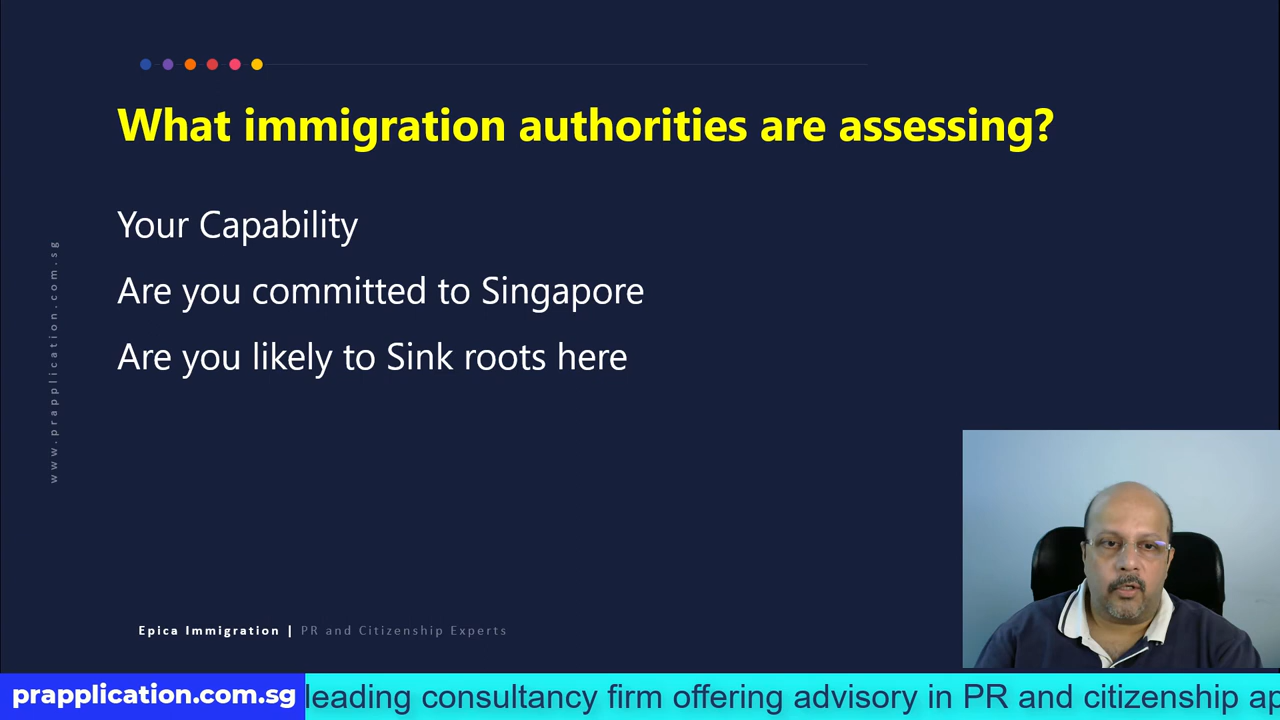 What immigration authorities are assessing?
Your Capability
Are you committed to Singapore
Are you likely to Sink roots here
www.prapplication.com.sg
Epica Immigration | PR and Citizenship Experts
prapplication.com.sg leading consultancy firm offering advisory in PR and citizenship ap